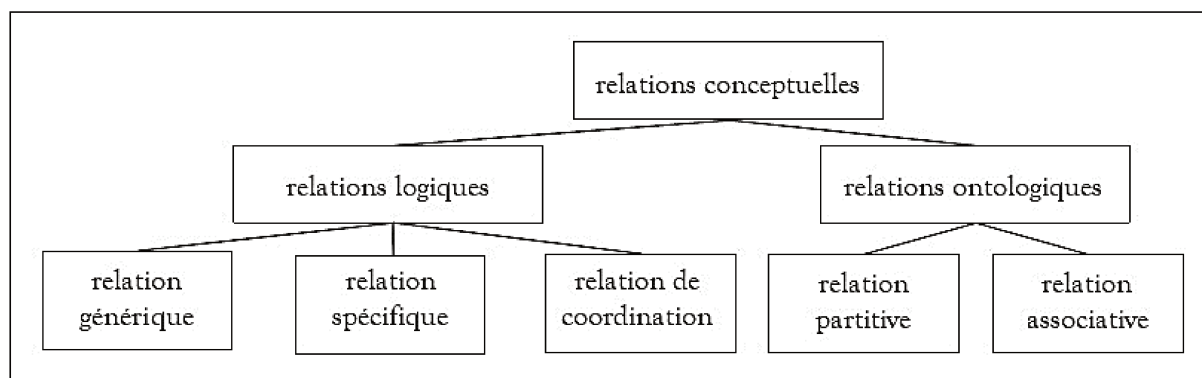 relations conceptuelles
relations logiques
relations ontologiques
relation
générique
relation
spécifique
relation de
coordination
relation
partitive
relation
associative